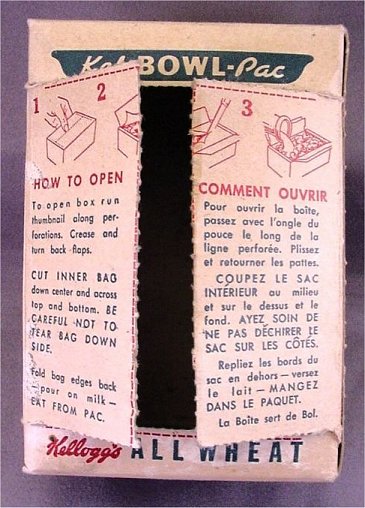 Kel-BOWL-Pac
1 2
HOW TO OPEN
To open box run
thumbnail along per-
forations. Crease and
turn back flaps.
CUT INNER BAG
down center and across
top and bottom. BE
CAREFUL NOT TO
TEAR BAG DOWN
SIDE.
Fold bag edges back
—pour on milk—
EAT FROM PAC.
3
COMMENT OUVRIR
Pour ouvrir la boîte,
passez avec l'ongle du
pouce le long de la
ligne perforée. Plissez
et retourner les pattes.
COUPEZ LE SAC
INTÉRIEUR au milieu
et sur le dessus et le
fond. AYEZ SOIN DE
NE PAS DÉCHIRER LE
SAC SUR LES CÔTÉS.
Repliez les bords du
sac en dehors—versez
le lait—MANGEZ
DANS LE PAQUET.
La Boîte sert de Bol.
Kellogg's ALL WHEAT